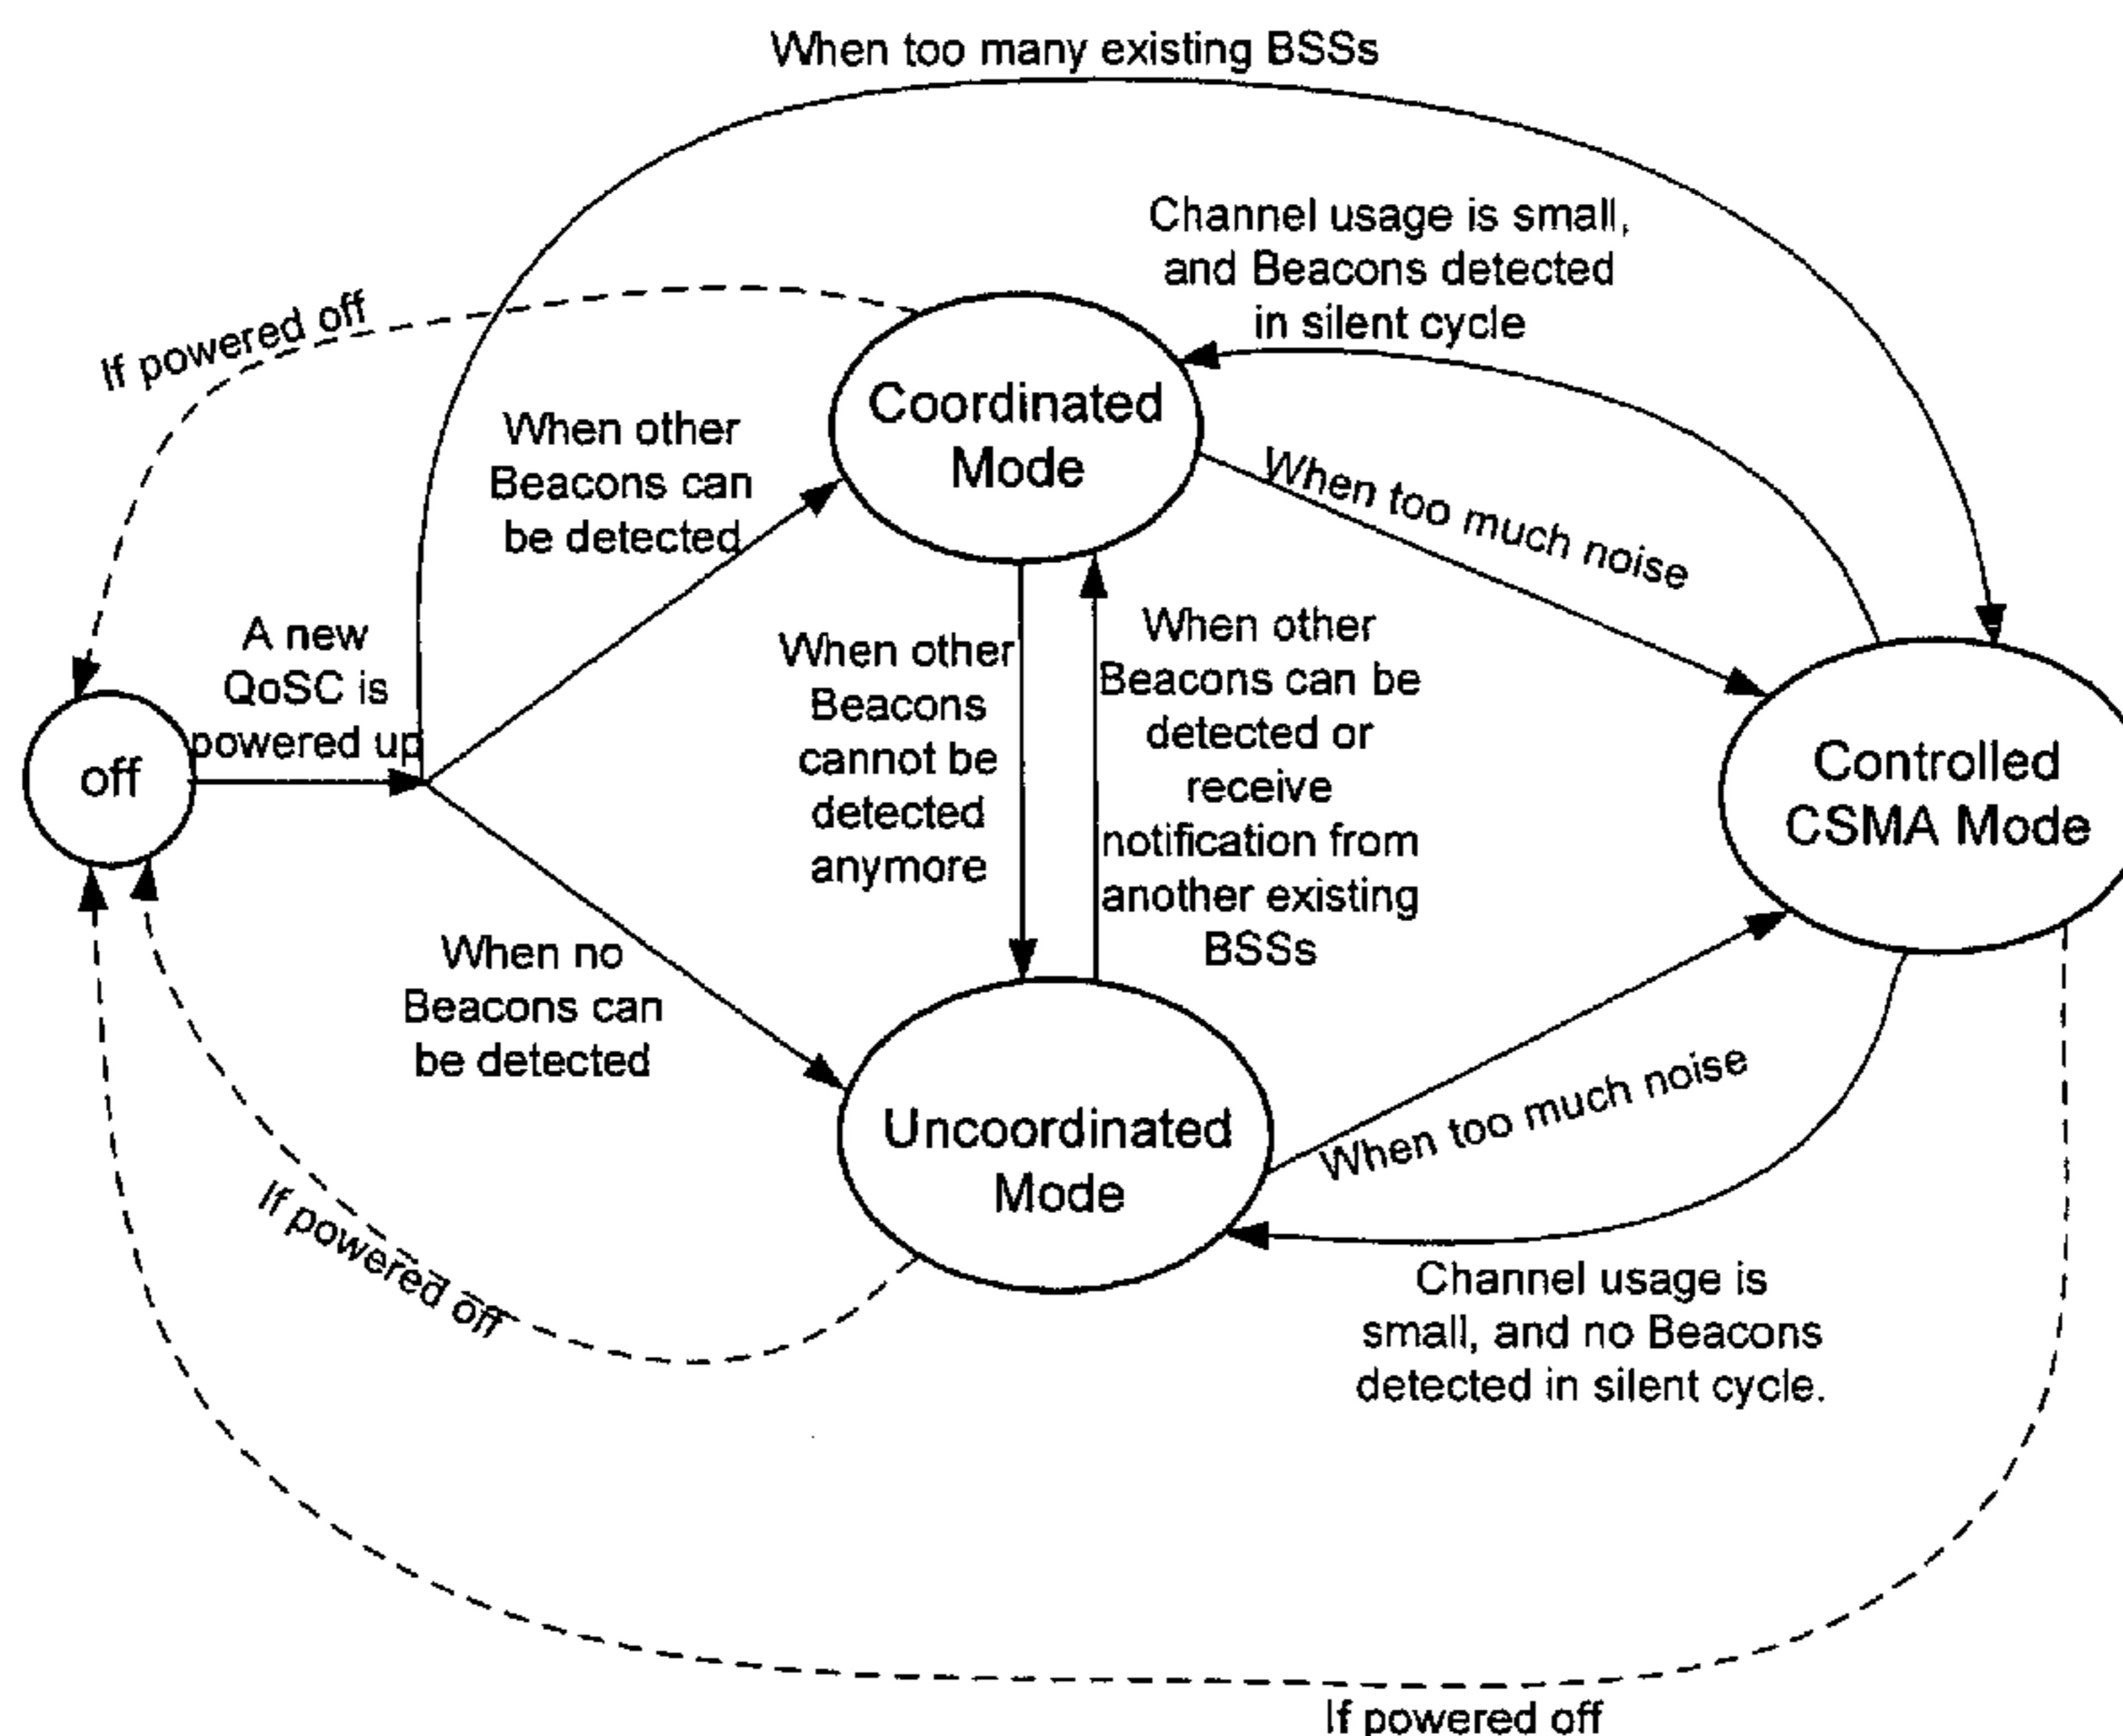 When too many existing BSSs
Channel usage is small,
and Beacons detected
in silent cycle
If powered off
Coordinated
Mode
When other
Beacons can
be detected
When too much noise
A new
QoSC is
powered up
When other
Beacons
cannot be
detected
anymore
When other
Beacons can be
detected or
receive
notification from
another existing
BSSs
off
Controlled
CSMA Mode
When no
Beacons can
be detected
Uncoordinated
Mode
When too much noise
If powered off
Channel usage is
small, and no Beacons
detected in silent cycle.
If powered off